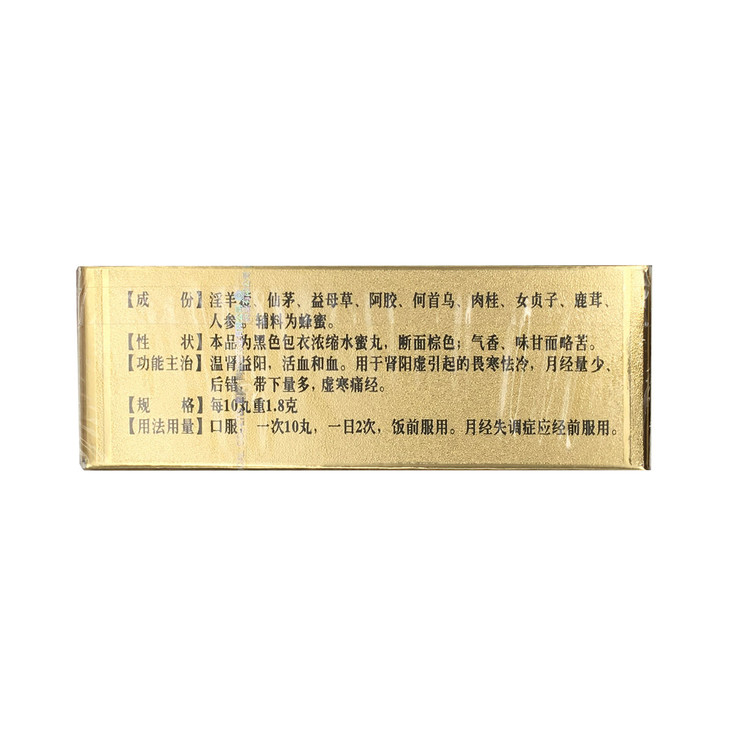 【成 份】淫羊藿、仙茅、益母草、阿胶、何首乌、肉桂、女贞子、鹿茸、
人参。辅料为蜂蜜。
【性 状】本品为黑色包衣浓缩水蜜丸，断面棕色；气香、味甘而略苦。
【功能主治】温肾益阳，活血和血。用于肾阳虚引起的畏寒怯冷，月经量少、
后错，带下量多，虚寒痛经。
【规 格】每10丸重1.8克
【用法用量】口服，一次10丸，一日2次，饭前服用。月经失调症应经前服用。